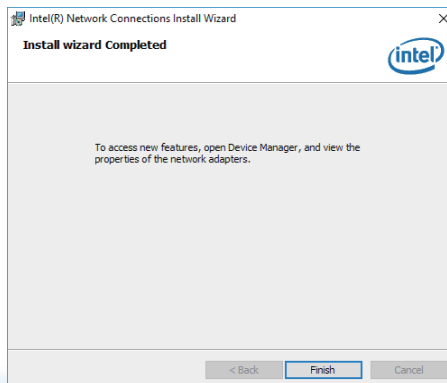 Intel(R) Network Connections Install Wizard
Install wizard Completed
intel
To access new features, open Device Manager, and view the
properties of the network adapters.
< Back
Finish
Cancel